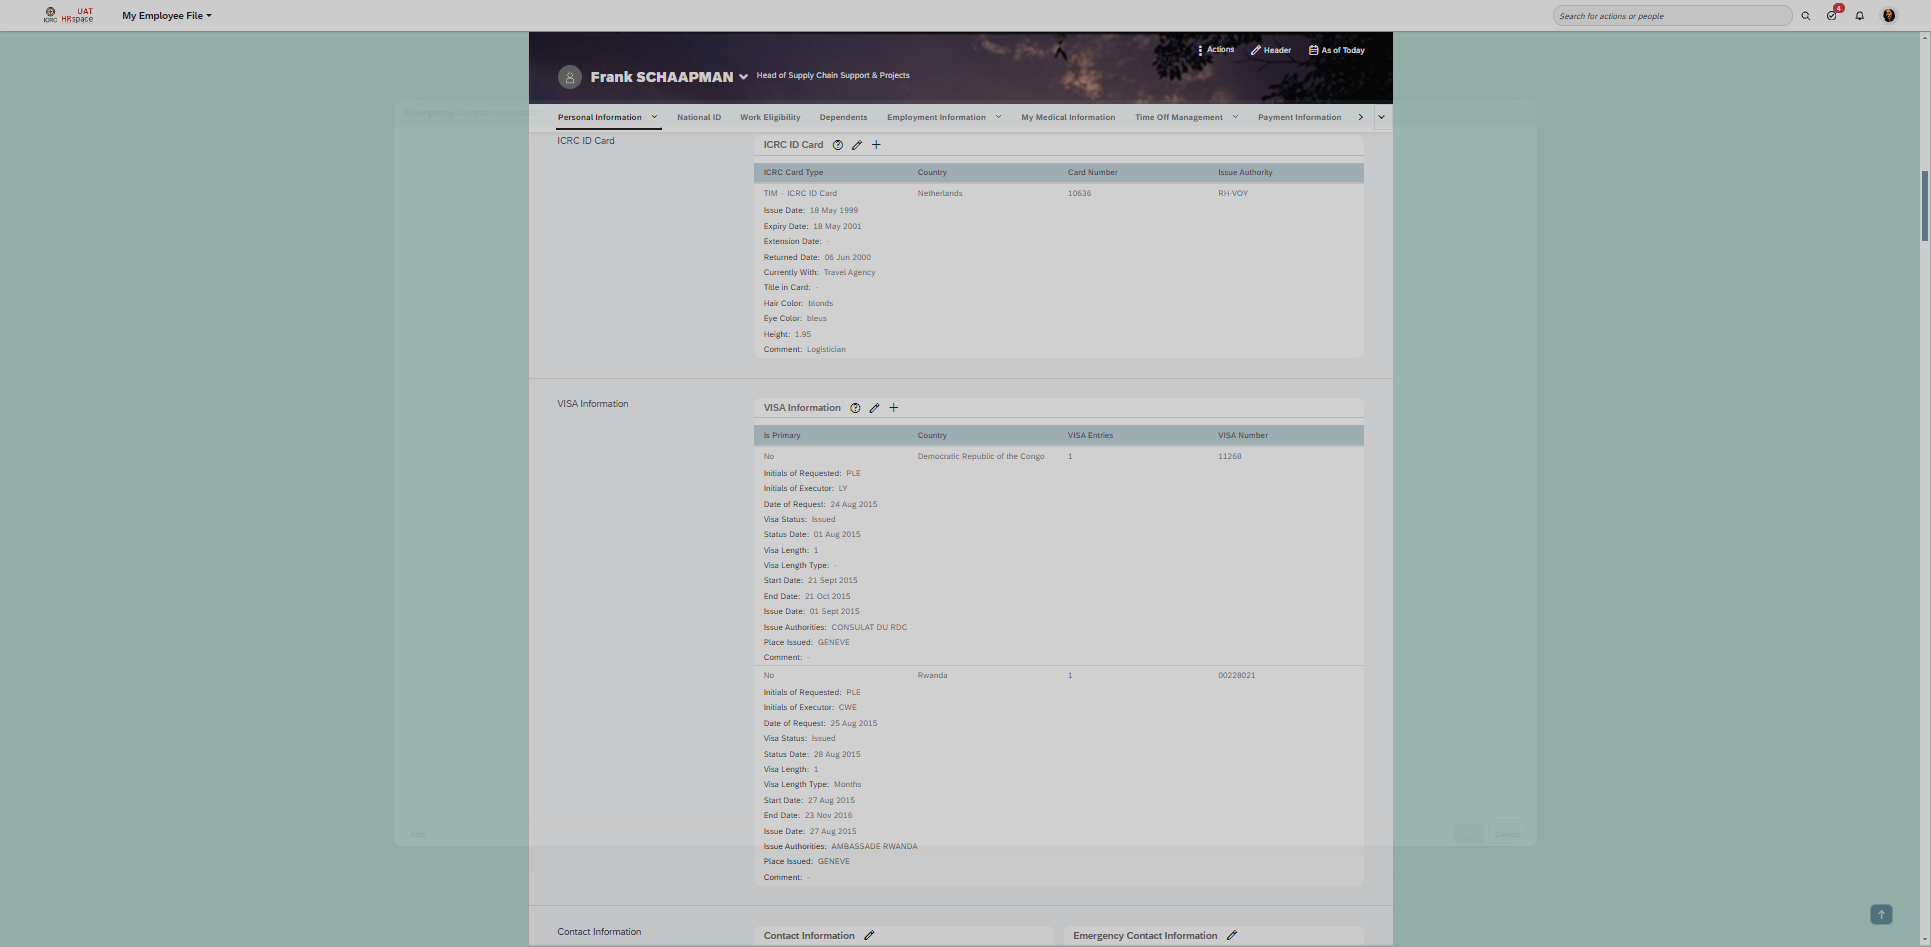 ICRC
UAT
HRspace
My Employee File
Search for actions or people
4
Actions
Header
As of Today
Frank SCHAAPMAN
Head of Supply Chain Support & Projects
Emergency Contact Information
Personal Information
National ID
Work Eligibility
Dependents
Employment Information
My Medical Information
Time Off Management
Payment Information
ICRC ID Card
ICRC ID Card
ICRC Card Type Country Card Number Issue Authority
TIM - ICRC ID Card Netherlands 10636 RH-VOY
Issue Date: 18 May 1999
Expiry Date: 18 May 2001
Extension Date: -
Returned Date: 06 Jun 2000
Currently With: Travel Agency
Title in Card: -
Hair Color: blonds
Eye Color: bleus
Height: 1.95
Comment: Logistician
VISA Information
VISA Information
Is Primary Country VISA Entries VISA Number
No Democratic Republic of the Congo 1 11268
Initials of Requested: PLE
Initials of Executor: LY
Date of Request: 24 Aug 2015
Visa Status: Issued
Status Date: 01 Aug 2015
Visa Length: 1
Visa Length Type: -
Start Date: 21 Sept 2015
End Date: 21 Oct 2015
Issue Date: 01 Sept 2015
Issue Authorities: CONSULAT DU RDC
Place Issued: GENEVE
Comment: -
No Rwanda 1 00228021
Initials of Requested: PLE
Initials of Executor: CWE
Date of Request: 25 Aug 2015
Visa Status: Issued
Status Date: 28 Aug 2015
Visa Length: 1
Visa Length Type: Months
Start Date: 27 Aug 2015
End Date: 23 Nov 2016
Issue Date: 27 Aug 2015
Add
Cancel
Issue Authorities: AMBASSADE RWANDA
Place Issued: GENEVE
Comment: -
Contact Information
Contact Information
Emergency Contact Information